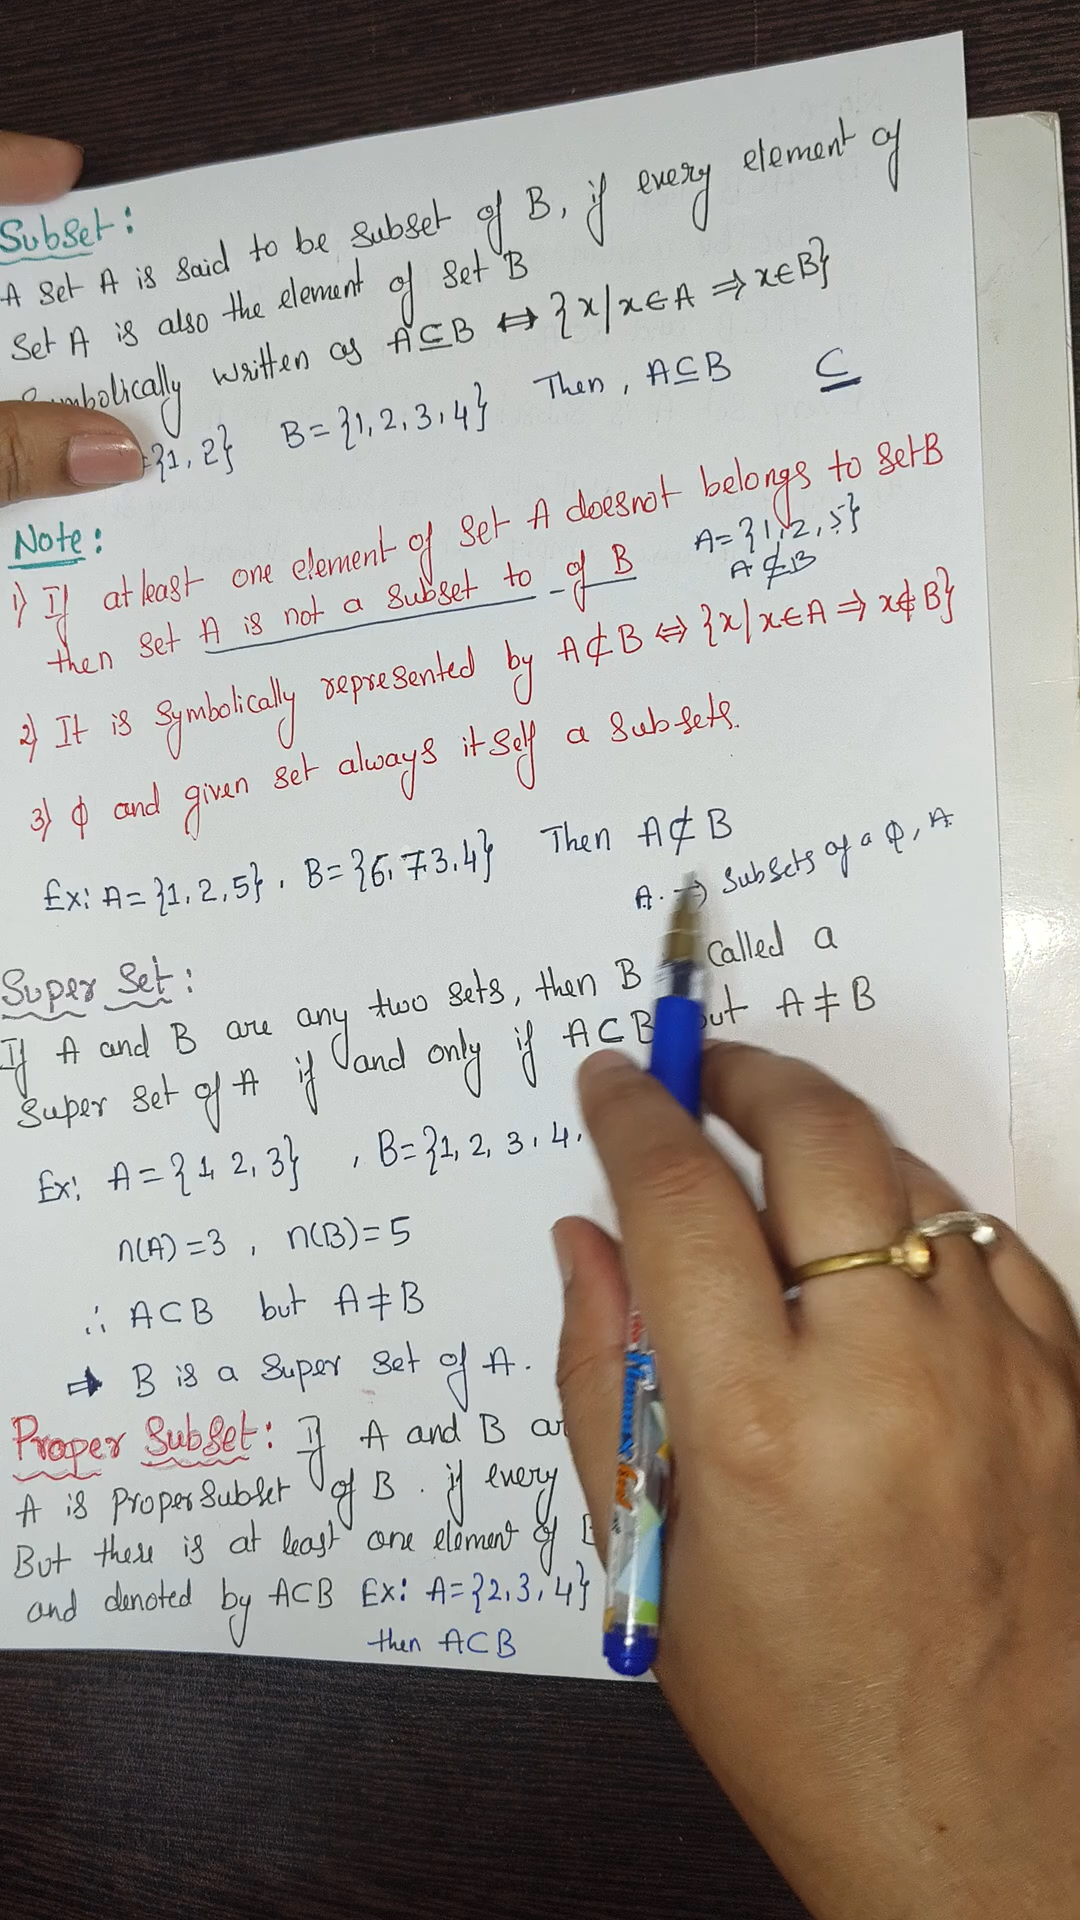 Subset:
A set A is said to be subset of B, if every element of
set A is also the element of set B
Symbolically written as A⊆B ⇔ {x/x∈A ⇒ x∈B}
={1, 2} B={1, 2, 3, 4} Then, A⊆B ⊆
Note:
1) If at least one element of set A doesnot belongs to set B
A={1, 2, 5}
then set A is not a subset to of B A⊄B
2) It is symbolically represented by A⊄B ⇔ {x/x∈A ⇒ x∉B}
3) φ and given set always itself a subsets.
Ex: A={1, 2, 5}, B={6, 7 3, 4} Then A⊄B
A. → subsets of a φ, A
Super Set:
If A and B are any two sets, then B called a
super set of A if and only if A⊂B but A≠B
Ex: A={1, 2, 3}, B={1, 2, 3, 4,
n(A)=3, n(B)=5
∴ A⊂B but A≠B
⇒ B is a super set of A.
Proper Subset: If A and B
A is proper subset of B. if every
But there is at least one element of
and denoted by A⊂B Ex: A={2, 3, 4}
then A⊂B